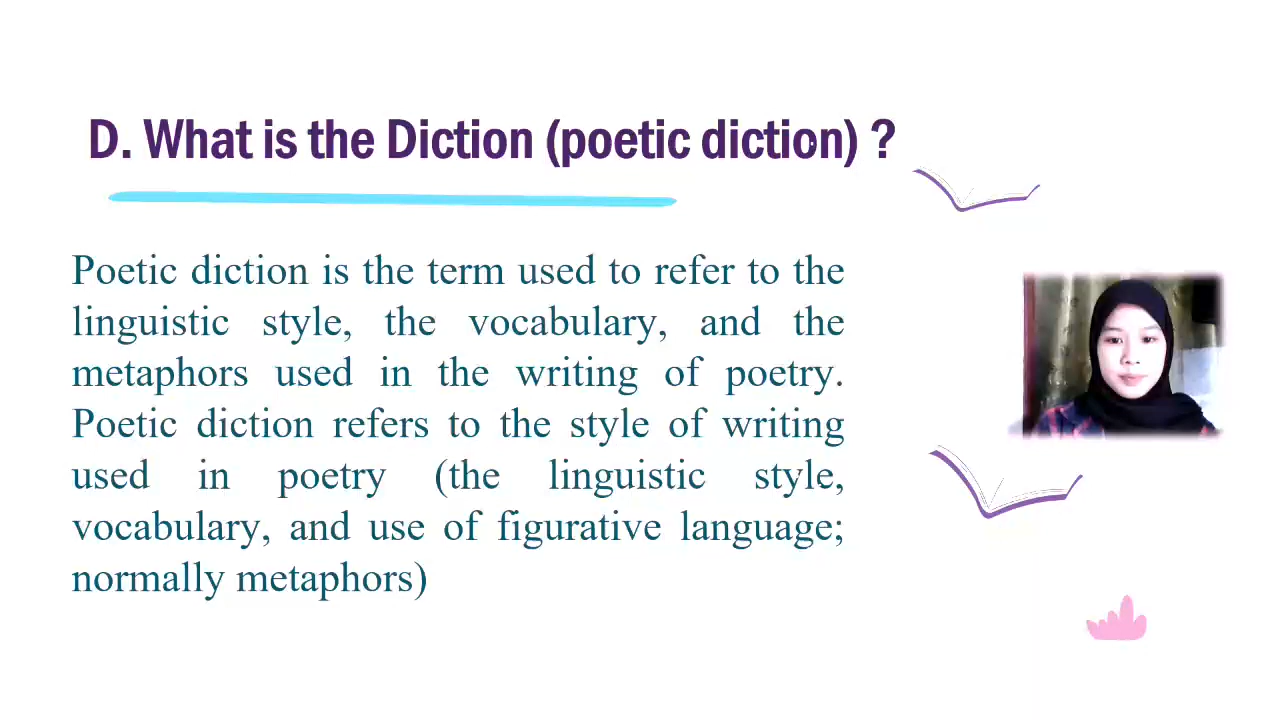 D. What is the Diction (poetic diction) ?
Poetic diction is the term used to refer to the
linguistic style, the vocabulary, and the
metaphors used in the writing of poetry.
Poetic diction refers to the style of writing
used in poetry (the linguistic style,
vocabulary, and use of figurative language;
normally metaphors)